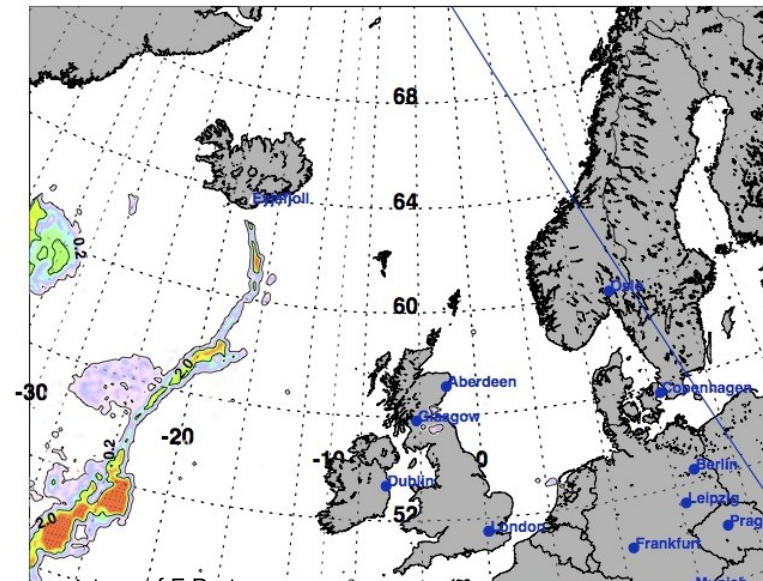 68
Eyjafjoll
64
0.2
Oslo
60
2.0
Aberdeen
Copenhagen
-30
Glasgow
-20
0.2
-10
0
Berlin
Dublin
Leipzig
2.0
52
London
Prag
Frankfurt
Munich